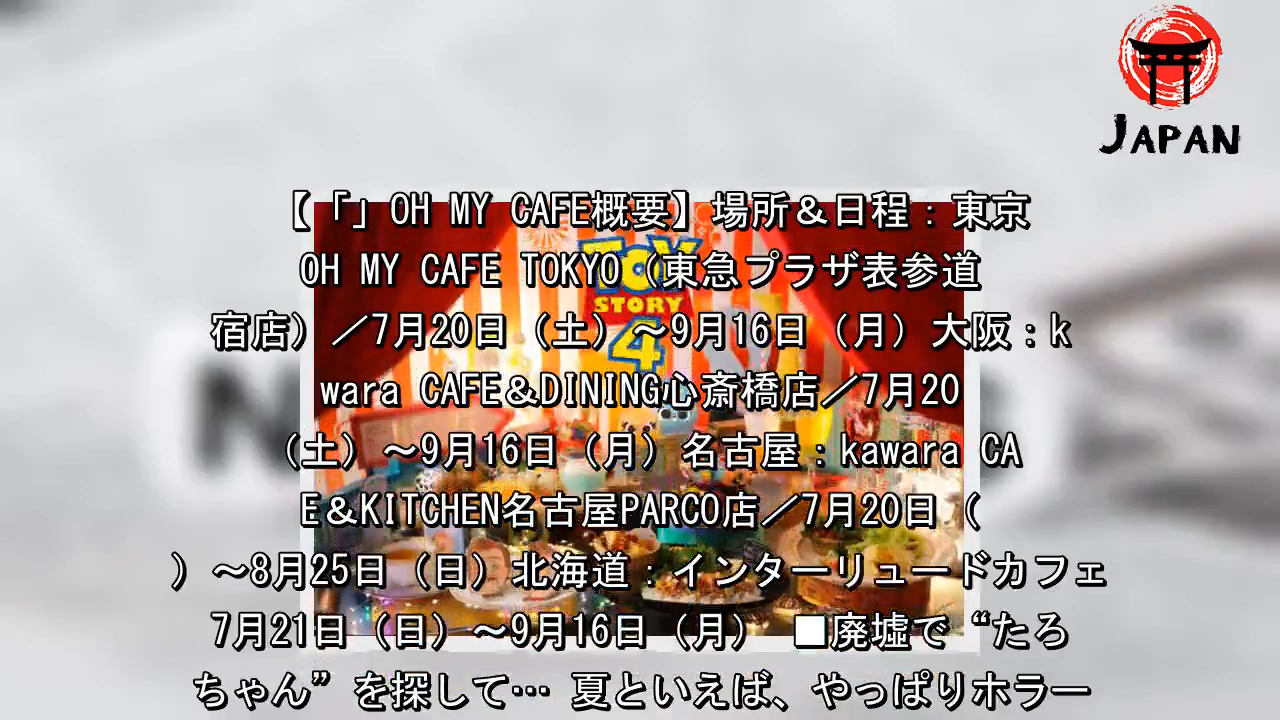 JAPAN
【「」OH MY CAFE概要】場所＆日程：東京
OH MY CAFE TOKYO（東急プラザ表参道
宿店）／7月20日（土）～9月16日（月）大阪：k
wara CAFE＆DINING心斎橋店／7月20
（土）～9月16日（月）名古屋：kawara CA
E＆KITCHEN名古屋PARCO店／7月20日（
）～8月25日（日）北海道：インターリュードカフェ
7月21日（日）～9月16日（月） ■廃墟で“たろ
ちゃん”を探して… 夏といえば、やっぱりホラー
TOY
STORY
4
N